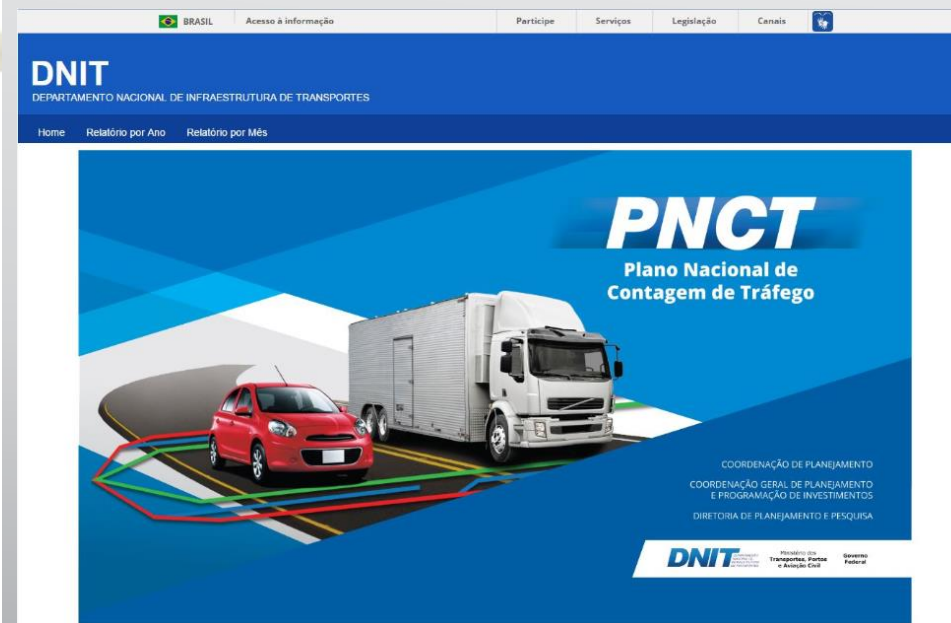 BRASIL
Acesso à informação
Participe
Serviços
Legislação
Canais
DNIT
DEPARTAMENTO NACIONAL DE INFRAESTRUTURA DE TRANSPORTES
Home
Relatório por Ano
Relatório por Mês
PNCT
Plano Nacional de
Contagem de Tráfego
COORDENAÇÃO DE PLANEJAMENTO
COORDENAÇÃO GERAL DE PLANEJAMENTO
E PROGRAMAÇÃO DE INVESTIMENTOS
DIRETORIA DE PLANEJAMENTO E PESQUISA
DNIT
Ministério dos
Transportes, Portos
e Aviação Civil
Governo
Federal